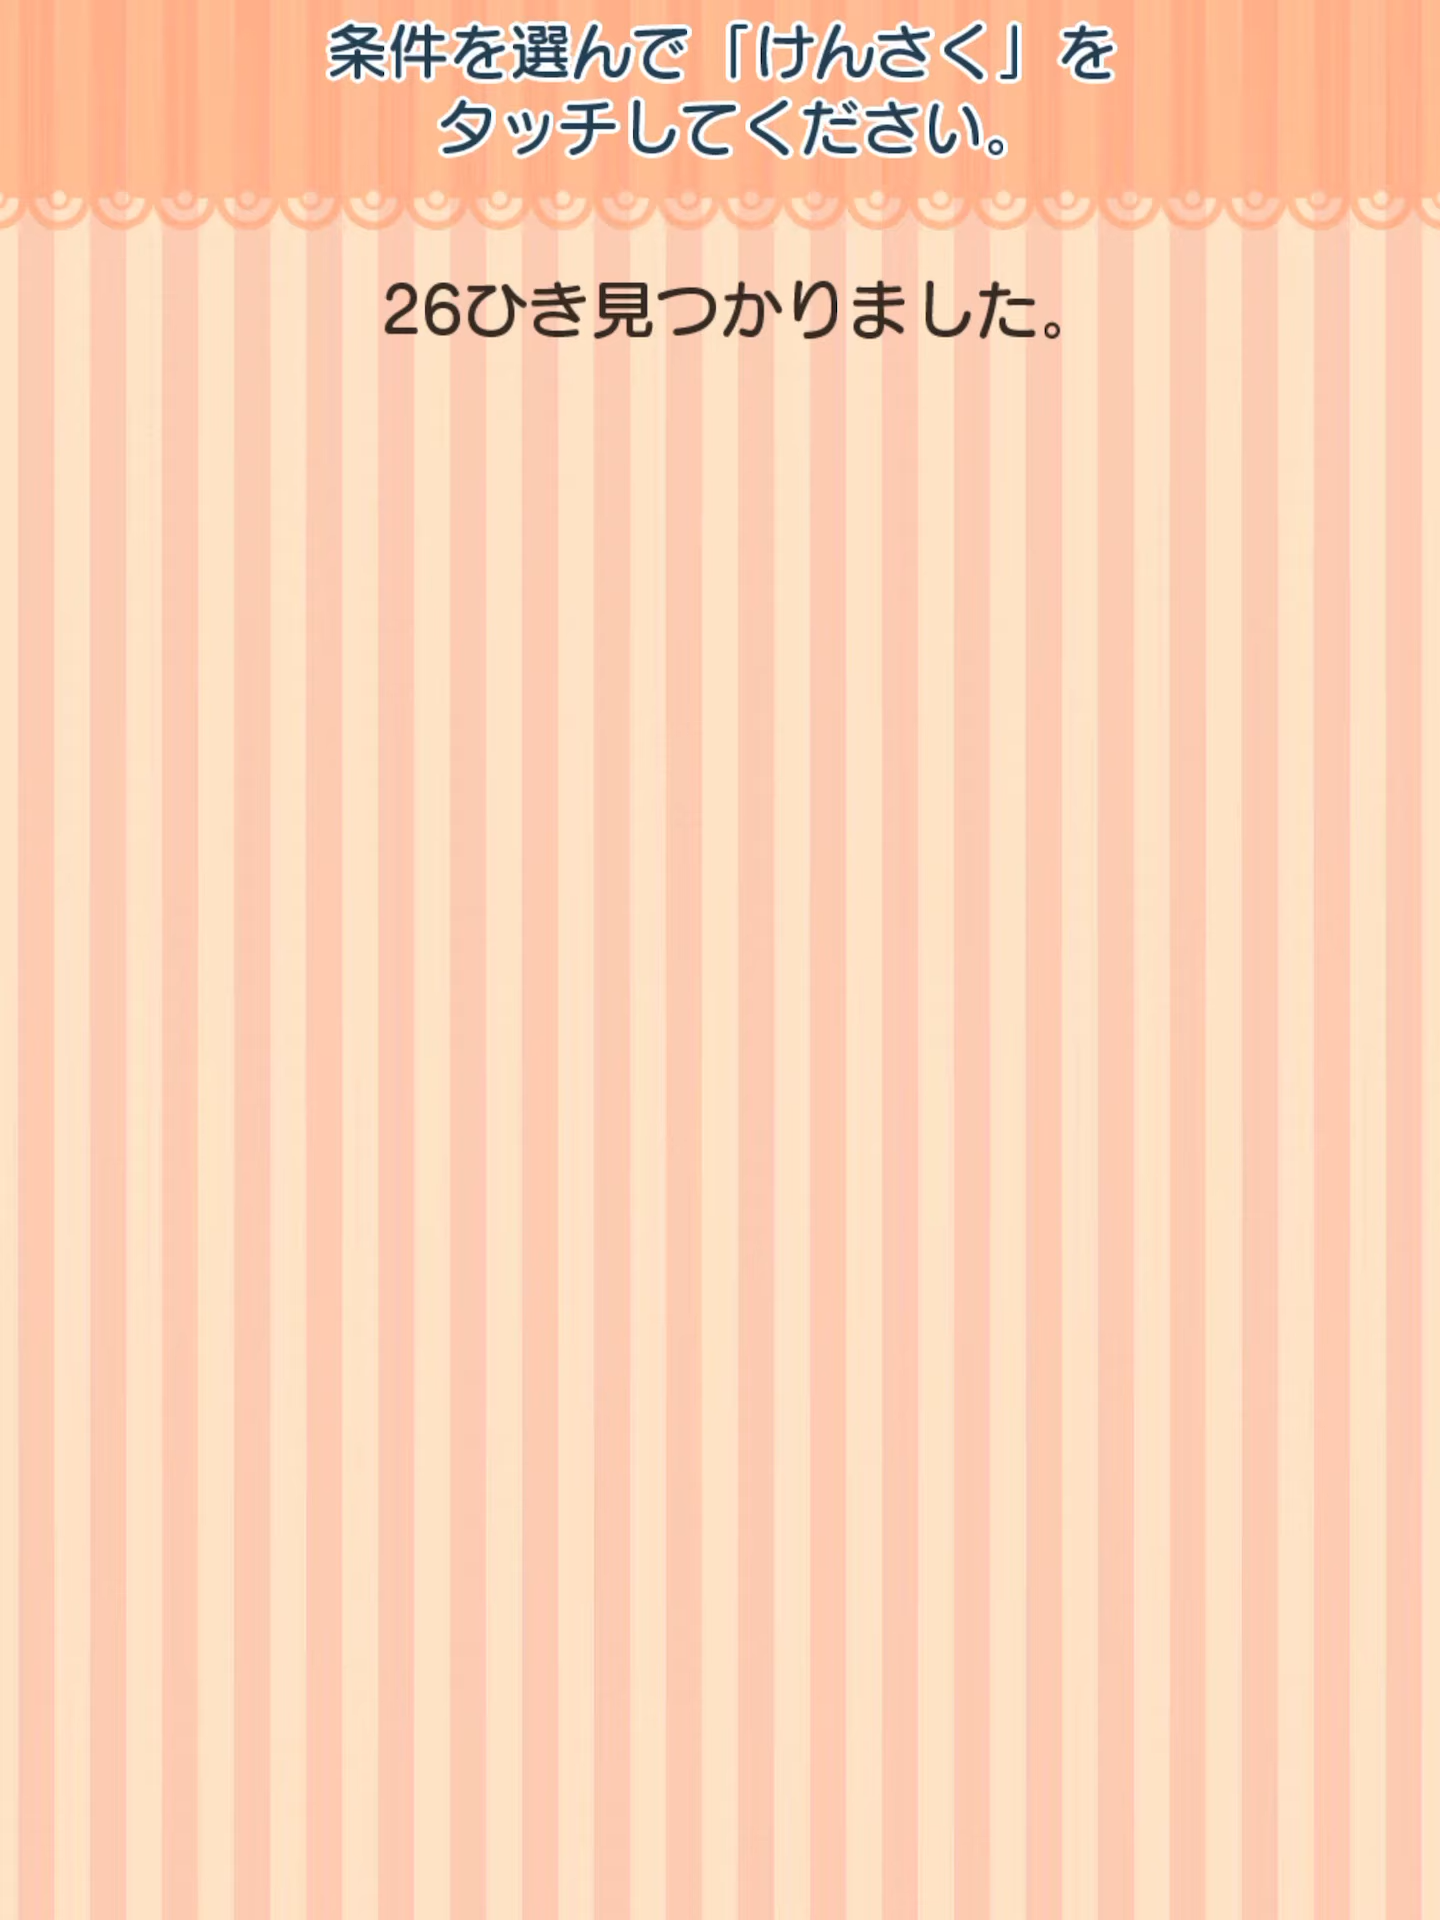 条件を選んで「けんさく」を
タッチしてください。
26ひき見つかりました。